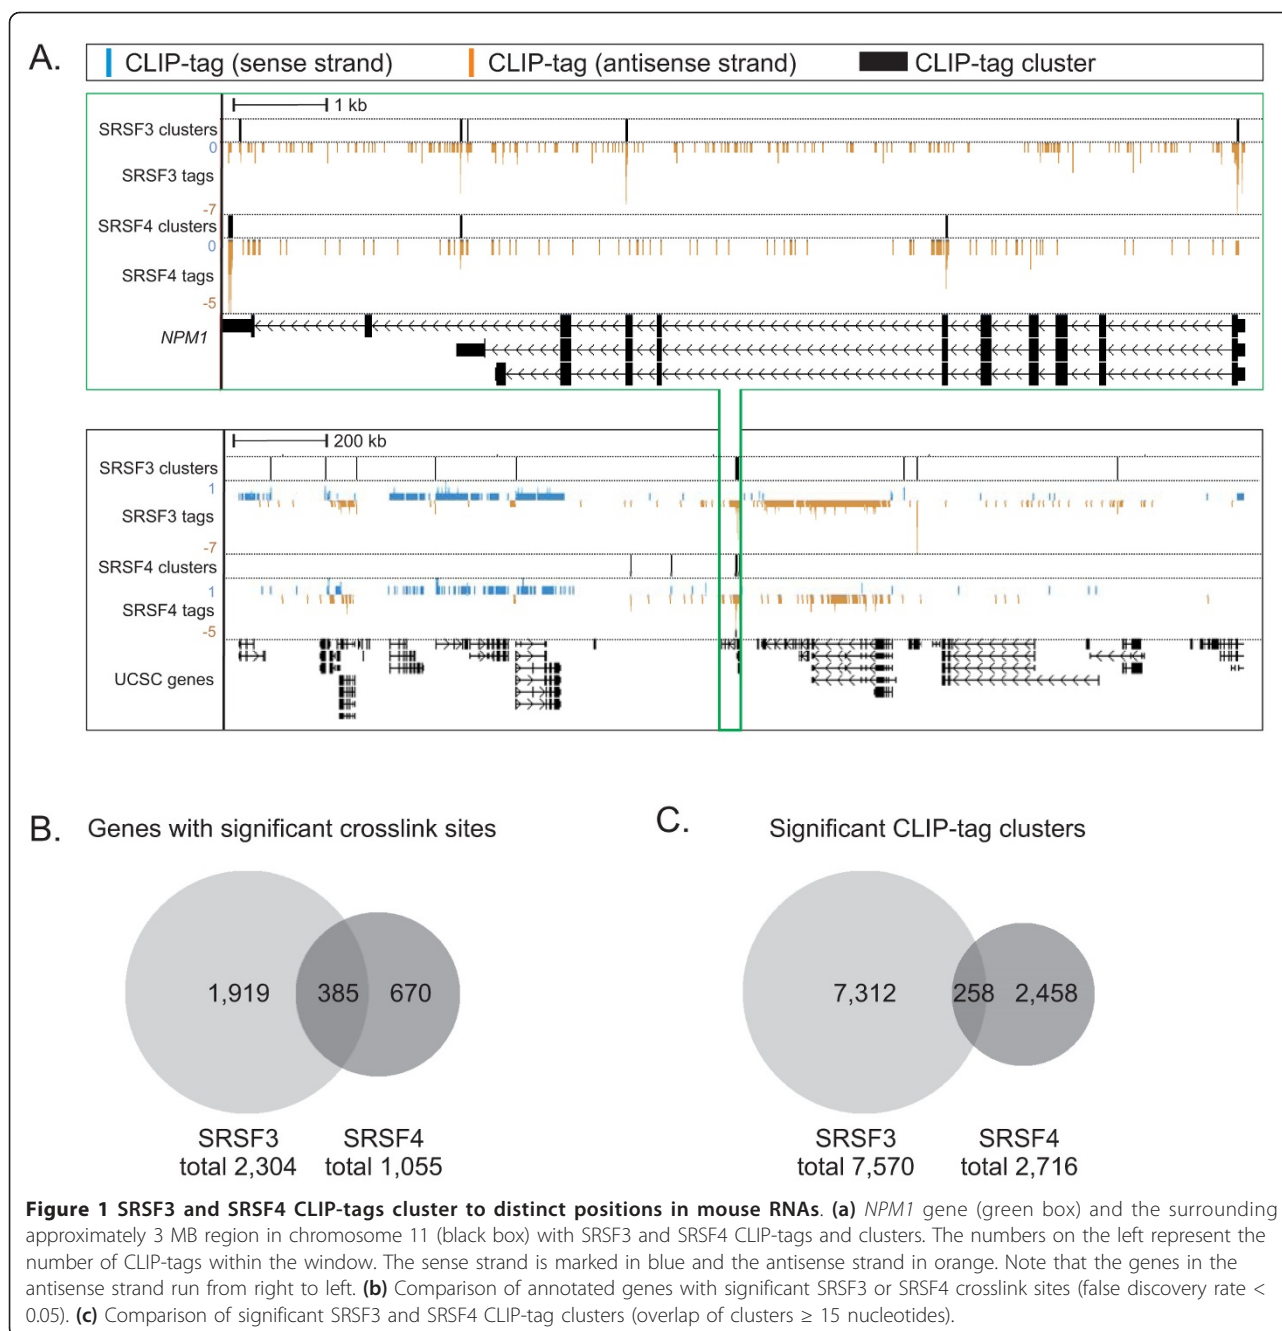 A.
CLIP-tag (sense strand) CLIP-tag (antisense strand) CLIP-tag cluster
1 kb
SRSF3 clusters
0
SRSF3 tags
-7
SRSF4 clusters
0
SRSF4 tags
-5
NPM1
200 kb
SRSF3 clusters
1
SRSF3 tags
-7
SRSF4 clusters
1
SRSF4 tags
-5
UCSC genes
B. Genes with significant crosslink sites
1,919 385 670
SRSF3 SRSF4
total 2,304 total 1,055
C. Significant CLIP-tag clusters
7,312 258 2,458
SRSF3 SRSF4
total 7,570 total 2,716
Figure 1 SRSF3 and SRSF4 CLIP-tags cluster to distinct positions in mouse RNAs. (a) NPM1 gene (green box) and the surrounding
approximately 3 MB region in chromosome 11 (black box) with SRSF3 and SRSF4 CLIP-tags and clusters. The numbers on the left represent the
number of CLIP-tags within the window. The sense strand is marked in blue and the antisense strand in orange. Note that the genes in the
antisense strand run from right to left. (b) Comparison of annotated genes with significant SRSF3 or SRSF4 crosslink sites (false discovery rate <
0.05). (c) Comparison of significant SRSF3 and SRSF4 CLIP-tag clusters (overlap of clusters ≥ 15 nucleotides).